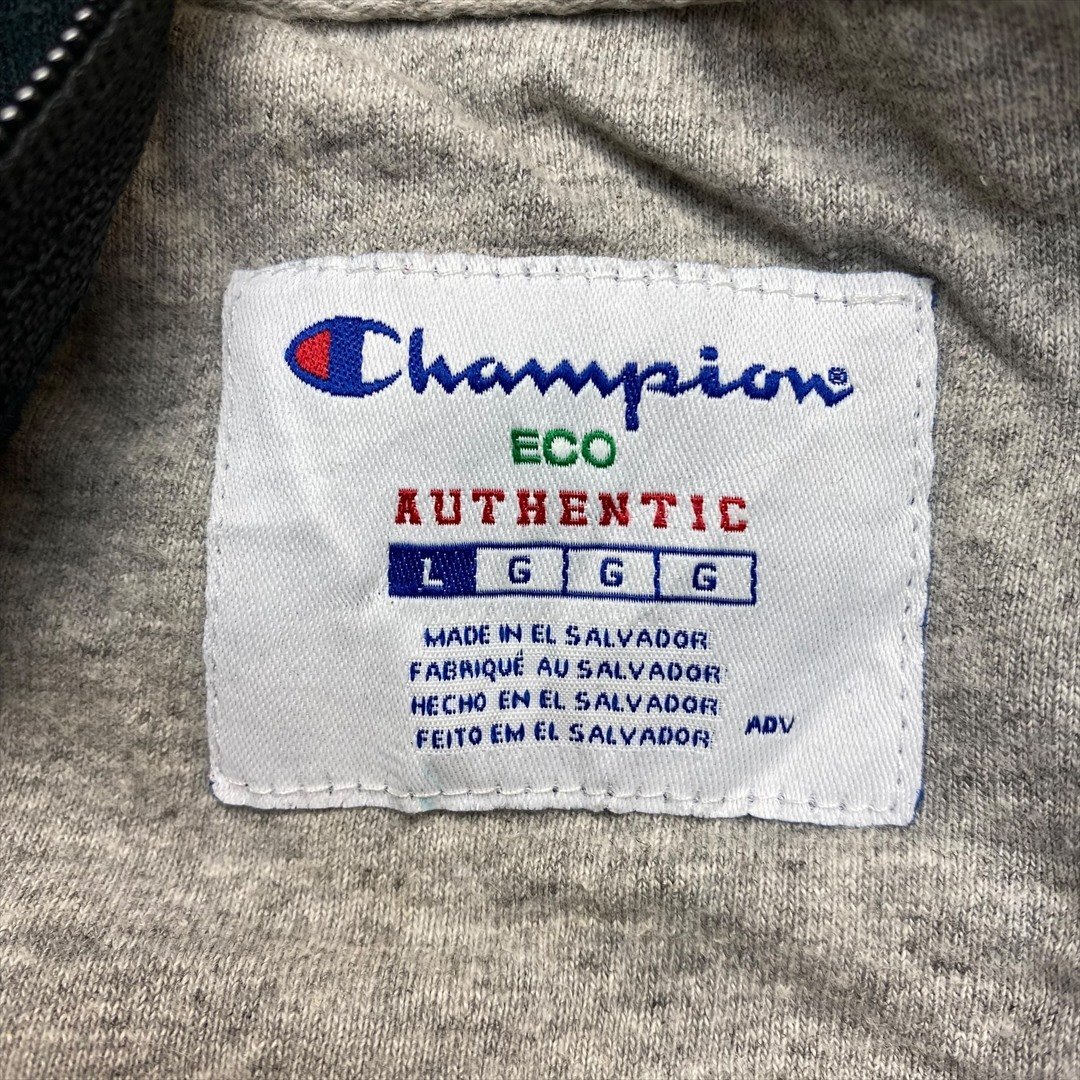 Champion®
ECO
AUTHENTIC
L G G G
MADE IN EL SALVADOR
FABRIQUÉ AU SALVADOR
HECHO EN EL SALVADOR
FEITO EM EL SALVADOR ADV